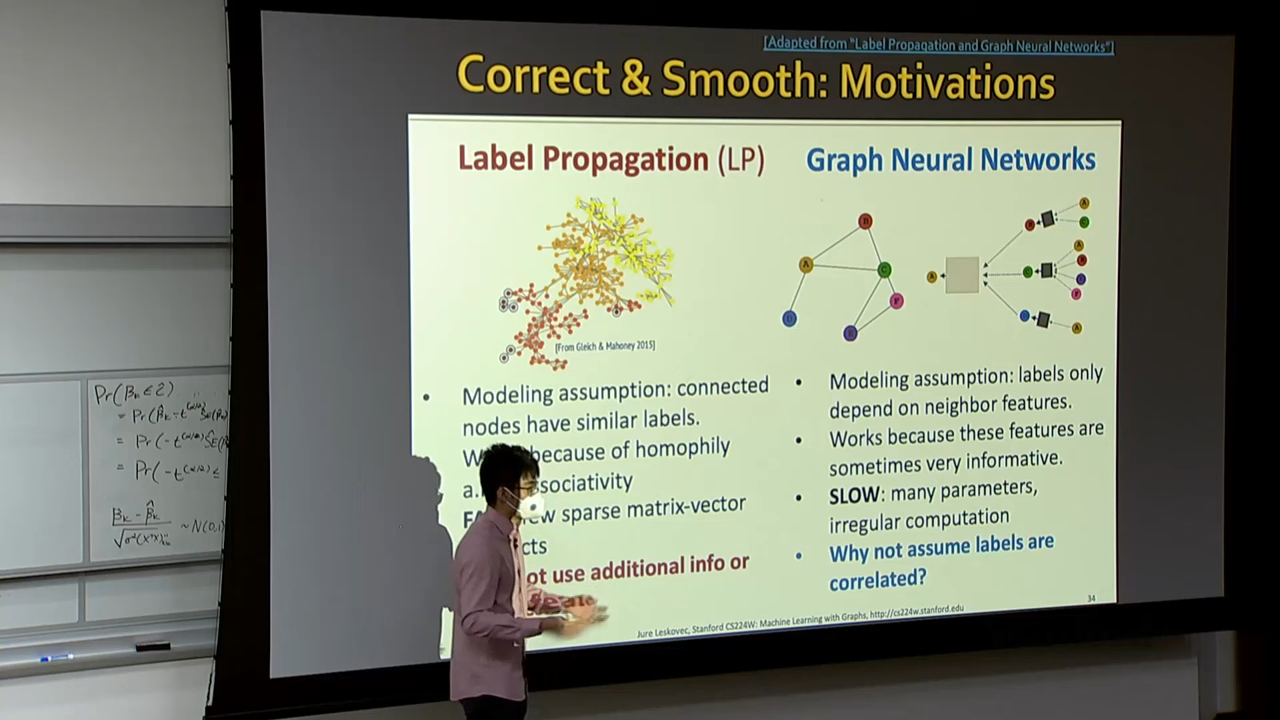 [Adapted from "Label Propagation and Graph Neural Networks"]
Correct & Smooth: Motivations
Label Propagation (LP)
[From Gleich & Mahoney 2015]
• Modeling assumption: connected
nodes have similar labels.
because of homophily
a.
sociativity
sparse matrix-vector
cts
ot use additional info or
Graph Neural Networks
B
A
C
F
D
E
A
B
C
D
A
C
A
B
E
F
A
• Modeling assumption: labels only
depend on neighbor features.
• Works because these features are
sometimes very informative.
• SLOW: many parameters,
irregular computation
• Why not assume labels are
correlated?
34
Jure Leskovec, Stanford CS224W: Machine Learning with Graphs, http://cs224w.stanford.edu